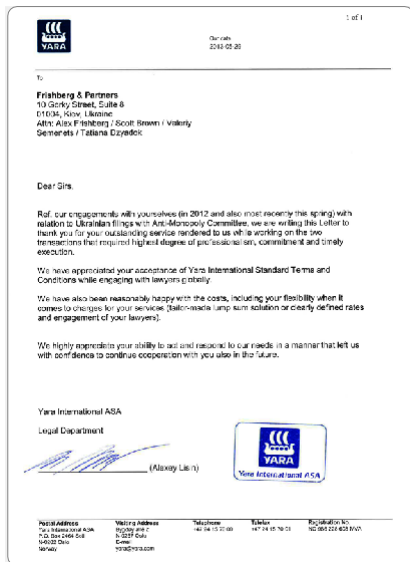 1 of 1
YARA
Our date
To
Frishberg & Partners
10 Gorky Street, Suite 8
01004, Kiev, Ukraine
Attn: Alex Frishberg / Scott Brown / Valeriy
Semenets / Tatiana Dzyadok
Dear Sirs,
Ref. our engagements with yourselves (in 2012 and also most recently this spring) with
relation to Ukrainian filings with Anti-Monopoly Committee, we are writing this Letter to
thank you for your outstanding service rendered to us while working on the two
transactions that required highest degree of professionalism, commitment and timely
execution.
We have appreciated your acceptance of Yara International Standard Terms and
Conditions while engaging with lawyers globally.
We have also been reasonably happy with the costs, including your flexibility when it
comes to charges for your services (tailor-made lump sum solution or clearly defined rates
and engagement of your lawyers).
We highly appreciate your ability to act and respond to our needs in a manner that left us
with confidence to continue cooperation with you also in the future.
Yara International ASA
Legal Department
(Alexey Lisin)
YARA
Yara International ASA
Postal Address Visiting Address Telephone Telefax Registration No
Yara International ASA
Norway